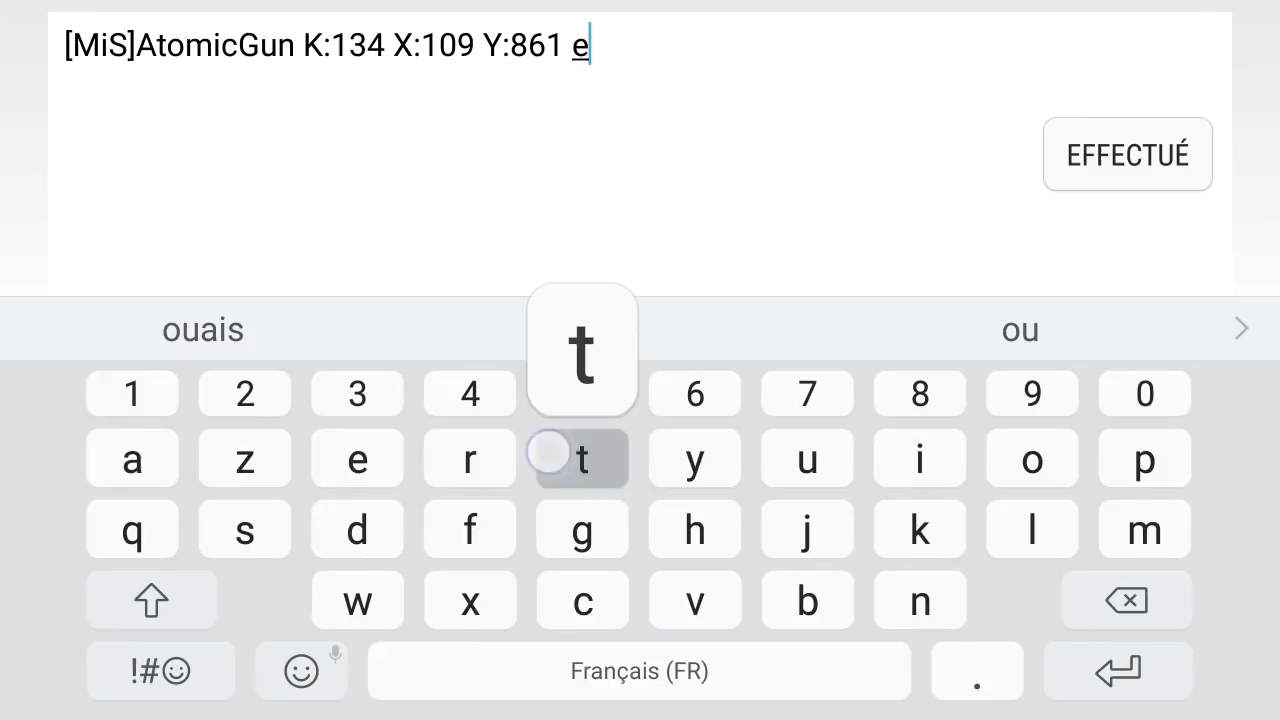 [MiS]AtomicGun K:134 X:109 Y:861 e
EFFECTUÉ
ouais ou
t
1 2 3 4 6 7 8 9 0
a z e r t y u i o p
q s d f g h j k l m
w x c v b n
!#☺ Français (FR) .